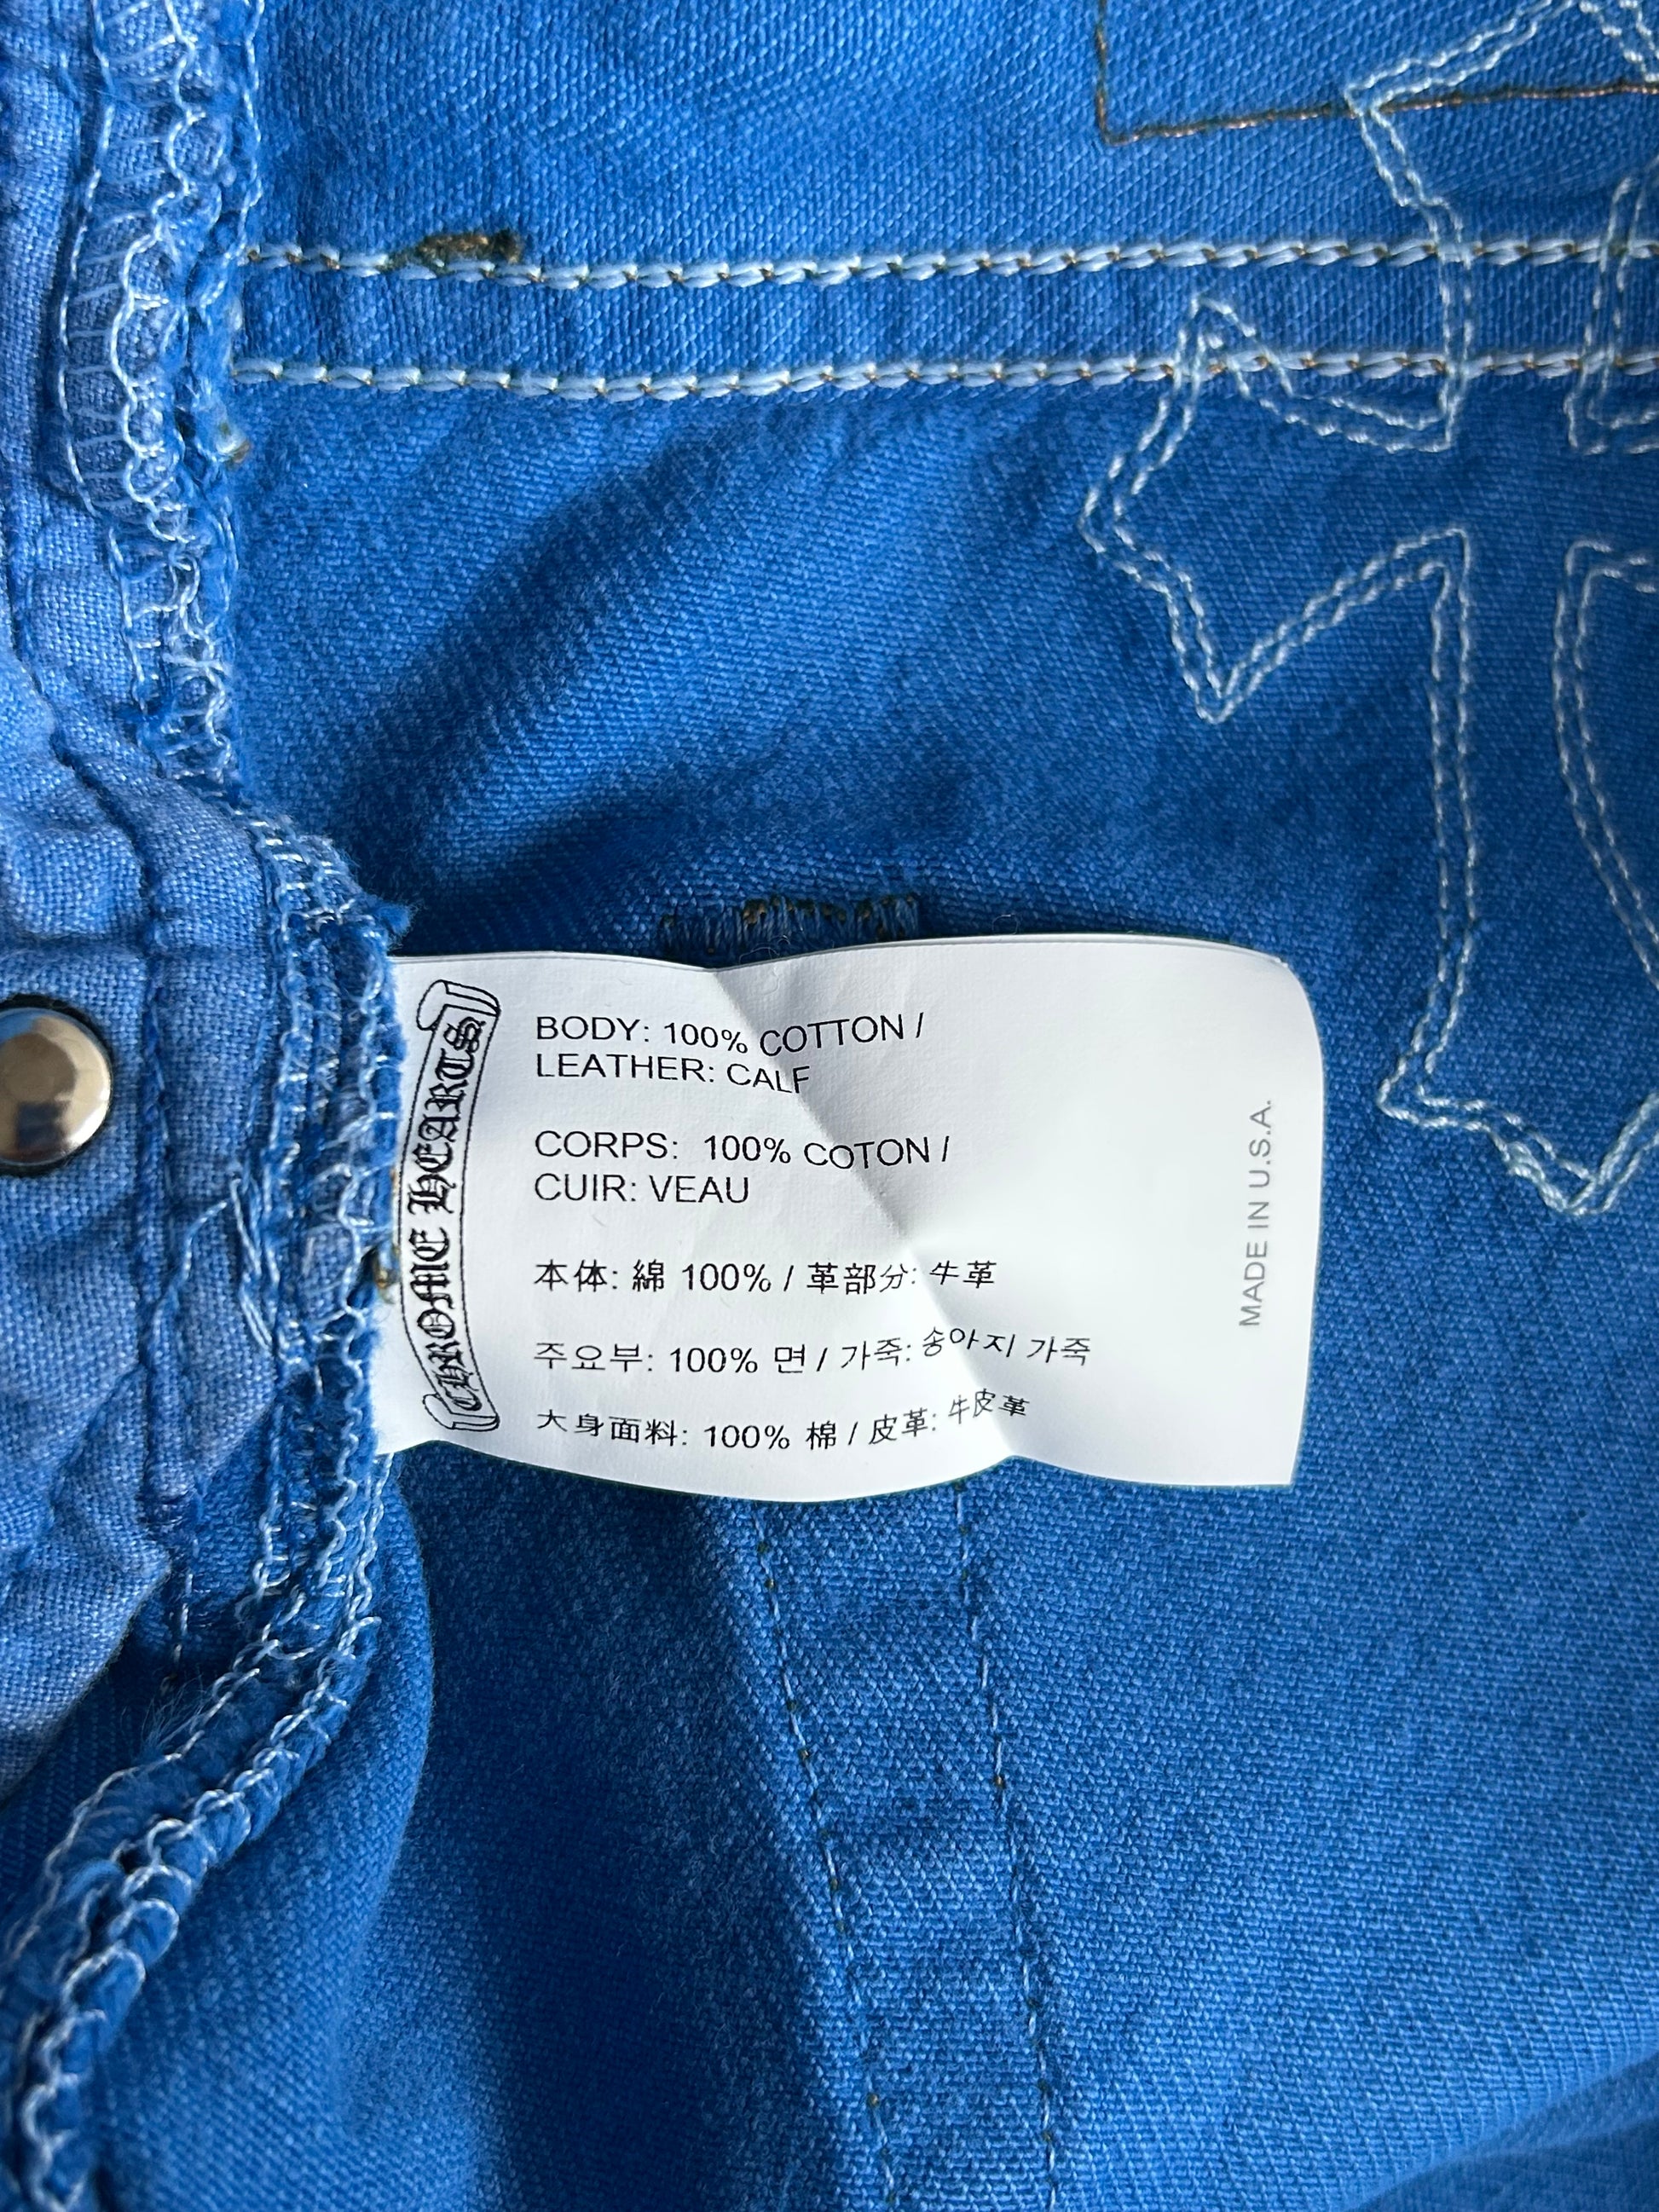 CHROME HEARTS
BODY: 100% COTTON /
LEATHER: CALF
CORPS: 100% COTON /
CUIR: VEAU
本体: 綿 100% / 革部分: 牛革
주요부: 100% 면 / 가죽: 송아지 가죽
大身面料: 100% 棉 / 皮革: 牛皮革
MADE IN U.S.A.